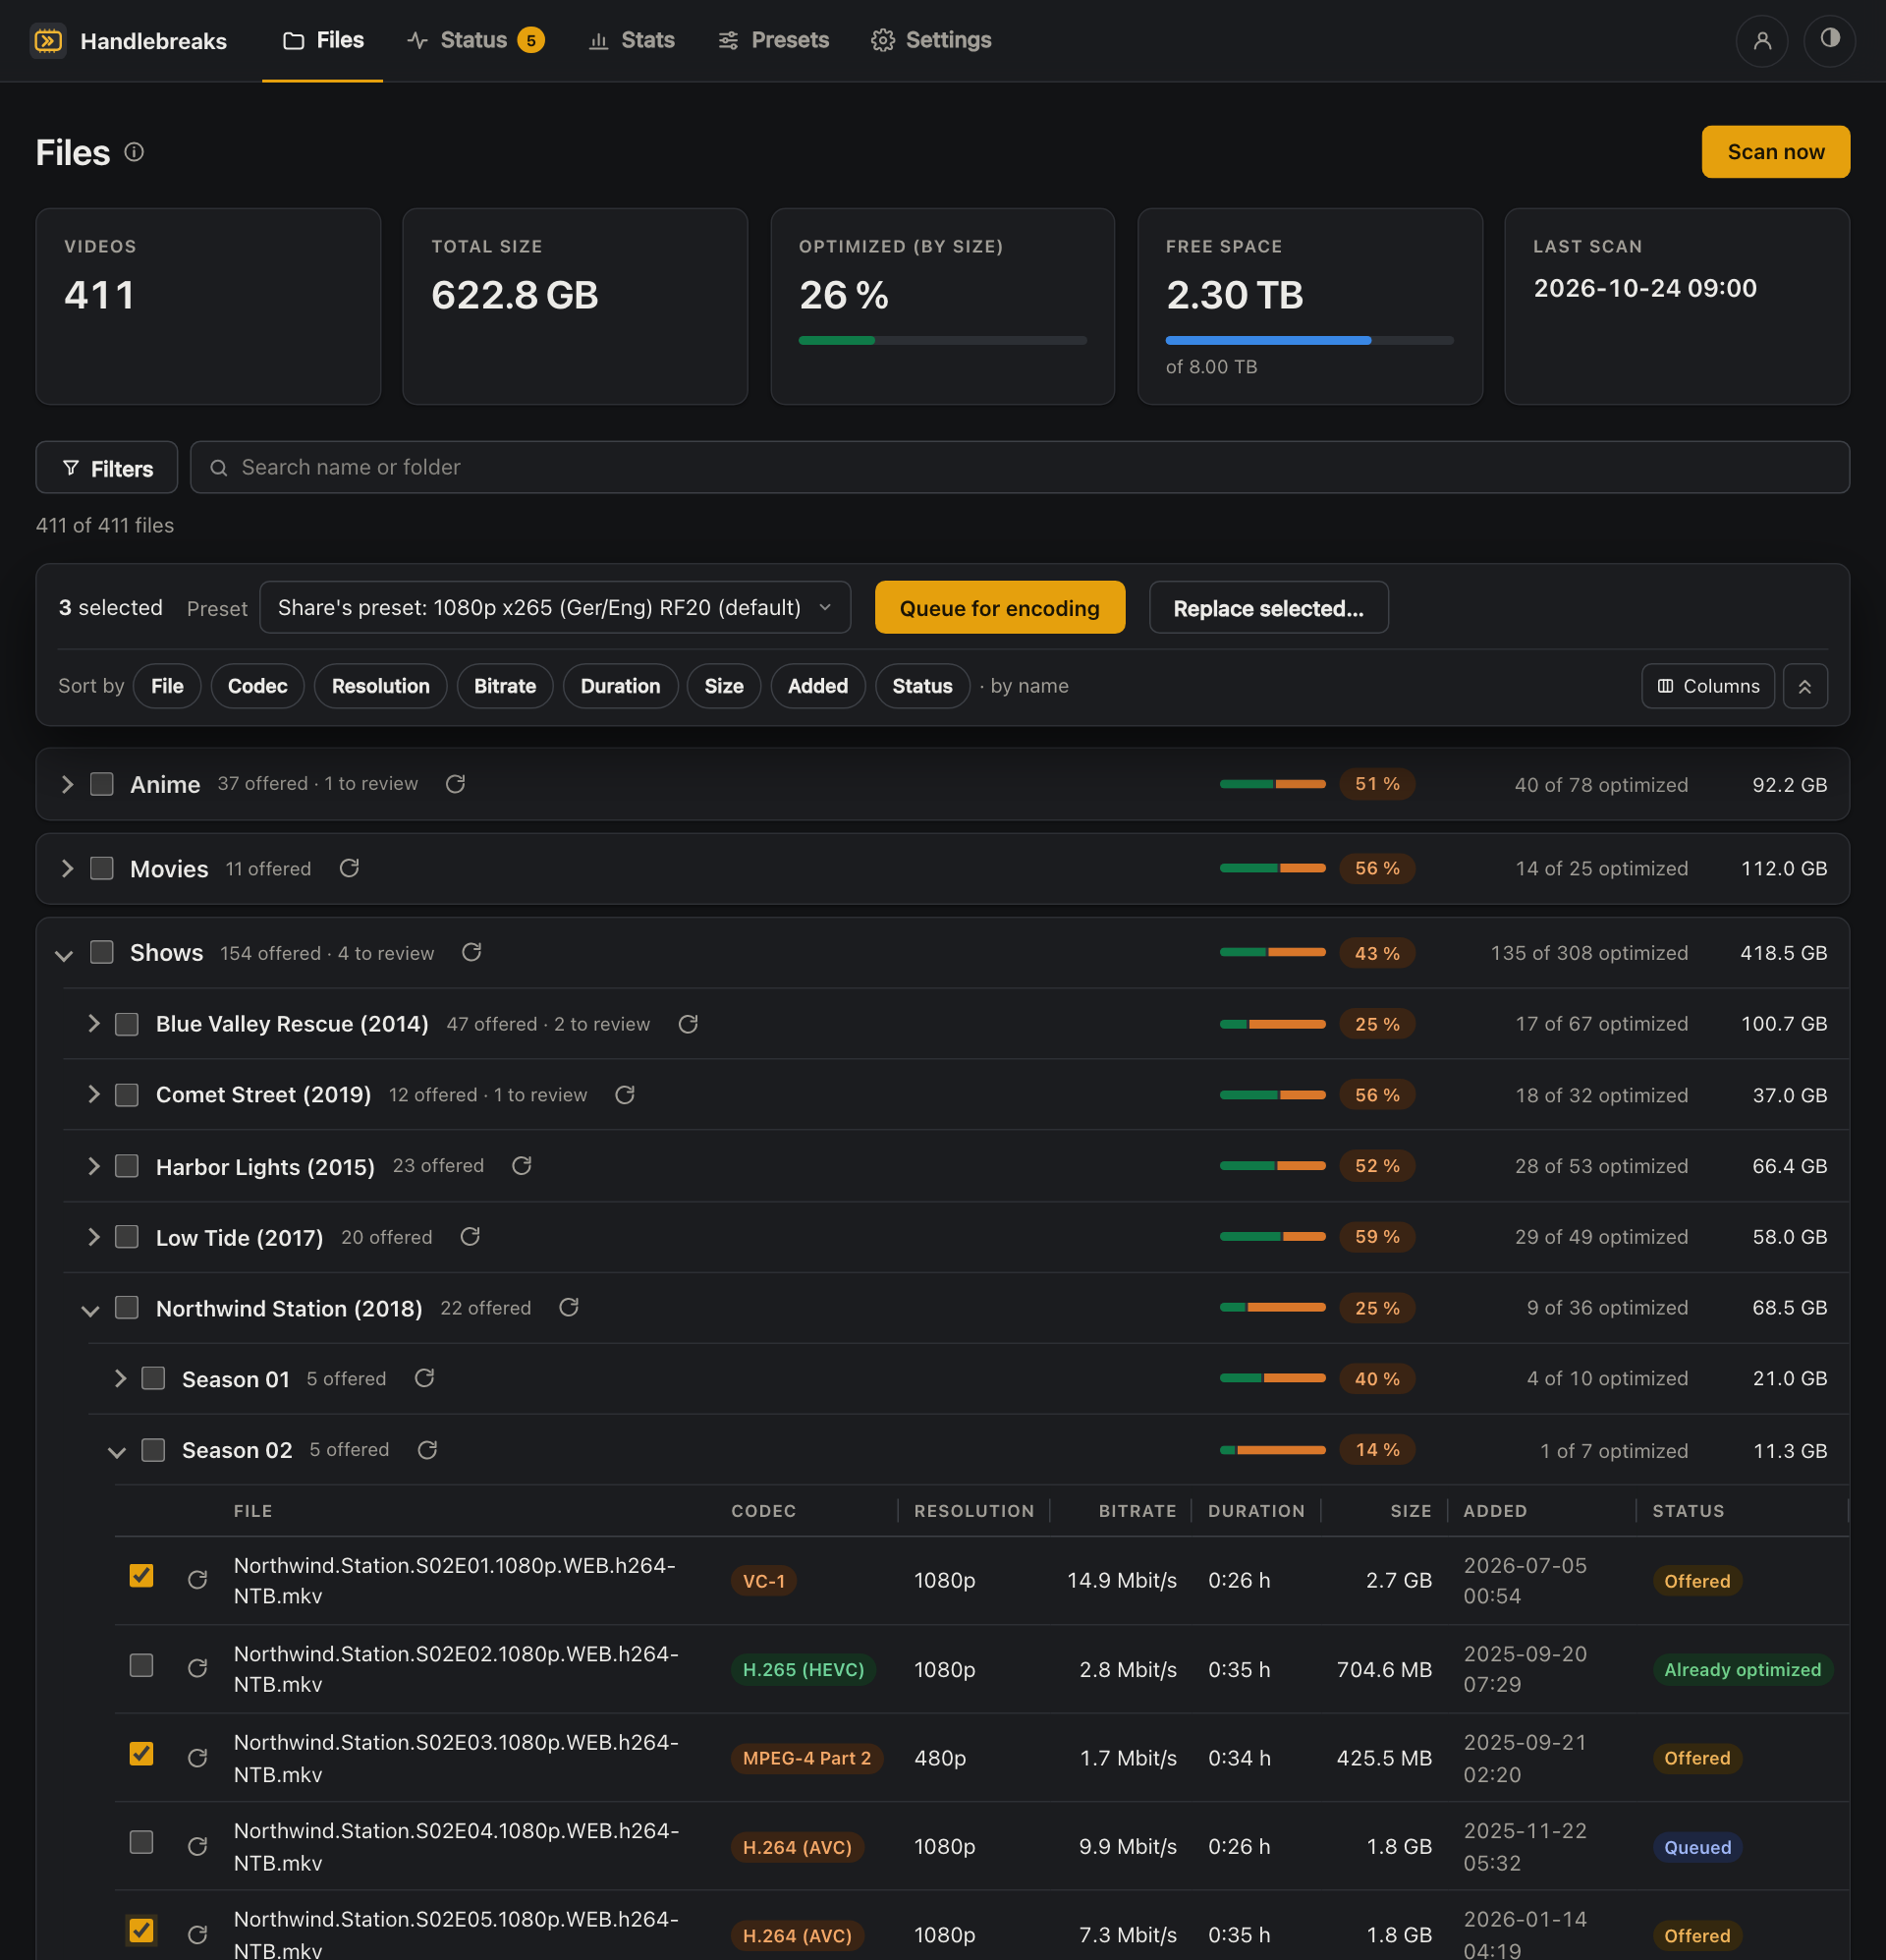 Handlebreaks
Files
Status 5
Stats
Presets
Settings
Files
Scan now
VIDEOS
411
TOTAL SIZE
622.8 GB
OPTIMIZED (BY SIZE)
26 %
FREE SPACE
2.30 TB
of 8.00 TB
LAST SCAN
2026-10-24 09:00
Filters
Search name or folder
411 of 411 files
3 selected Preset Share's preset: 1080p x265 (Ger/Eng) RF20 (default) Queue for encoding Replace selected...
Sort by File Codec Resolution Bitrate Duration Size Added Status · by name Columns
Anime 37 offered · 1 to review 51 % 40 of 78 optimized 92.2 GB
Movies 11 offered 56 % 14 of 25 optimized 112.0 GB
Shows 154 offered · 4 to review 43 % 135 of 308 optimized 418.5 GB
Blue Valley Rescue (2014) 47 offered · 2 to review 25 % 17 of 67 optimized 100.7 GB
Comet Street (2019) 12 offered · 1 to review 56 % 18 of 32 optimized 37.0 GB
Harbor Lights (2015) 23 offered 52 % 28 of 53 optimized 66.4 GB
Low Tide (2017) 20 offered 59 % 29 of 49 optimized 58.0 GB
Northwind Station (2018) 22 offered 25 % 9 of 36 optimized 68.5 GB
Season 01 5 offered 40 % 4 of 10 optimized 21.0 GB
Season 02 5 offered 14 % 1 of 7 optimized 11.3 GB
FILE CODEC RESOLUTION BITRATE DURATION SIZE ADDED STATUS
Northwind.Station.S02E01.1080p.WEB.h264-
NTB.mkv
VC-1 1080p 14.9 Mbit/s 0:26 h 2.7 GB
2026-07-05
00:54
Offered
Northwind.Station.S02E02.1080p.WEB.h264-
NTB.mkv
H.265 (HEVC) 1080p 2.8 Mbit/s 0:35 h 704.6 MB
2025-09-20
07:29
Already optimized
Northwind.Station.S02E03.1080p.WEB.h264-
NTB.mkv
MPEG-4 Part 2 480p 1.7 Mbit/s 0:34 h 425.5 MB
2025-09-21
02:20
Offered
Northwind.Station.S02E04.1080p.WEB.h264-
NTB.mkv
H.264 (AVC) 1080p 9.9 Mbit/s 0:26 h 1.8 GB
2025-11-22
05:32
Queued
Northwind.Station.S02E05.1080p.WEB.h264-
NTB.mkv
H.264 (AVC) 1080p 7.3 Mbit/s 0:35 h 1.8 GB
2026-01-14
04:19
Offered